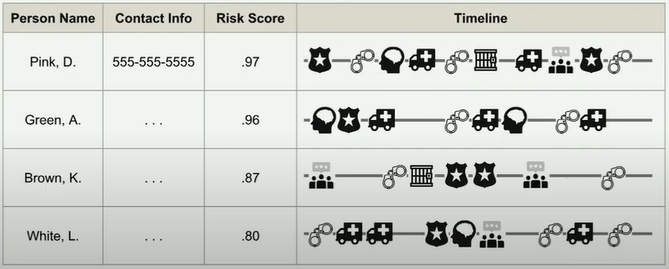 Person Name Contact Info Risk Score Timeline
Pink, D. 555-555-5555 .97
Green, A. . . . .96
Brown, K. . . . .87
White, L. . . . .80